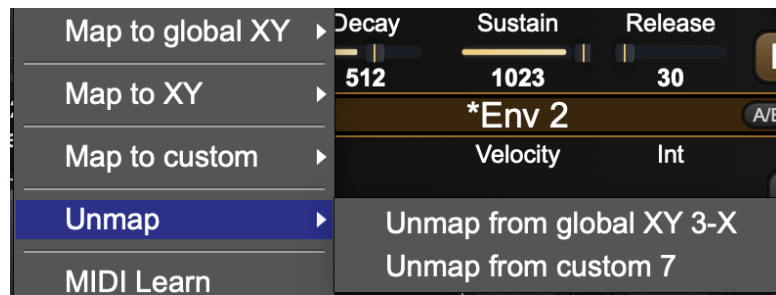 Map to global XY
Map to XY
Map to custom
Unmap
MIDI Learn
Decay Sustain Release
512 1023 30
*Env 2
Velocity Int
Unmap from global XY 3-X
Unmap from custom 7